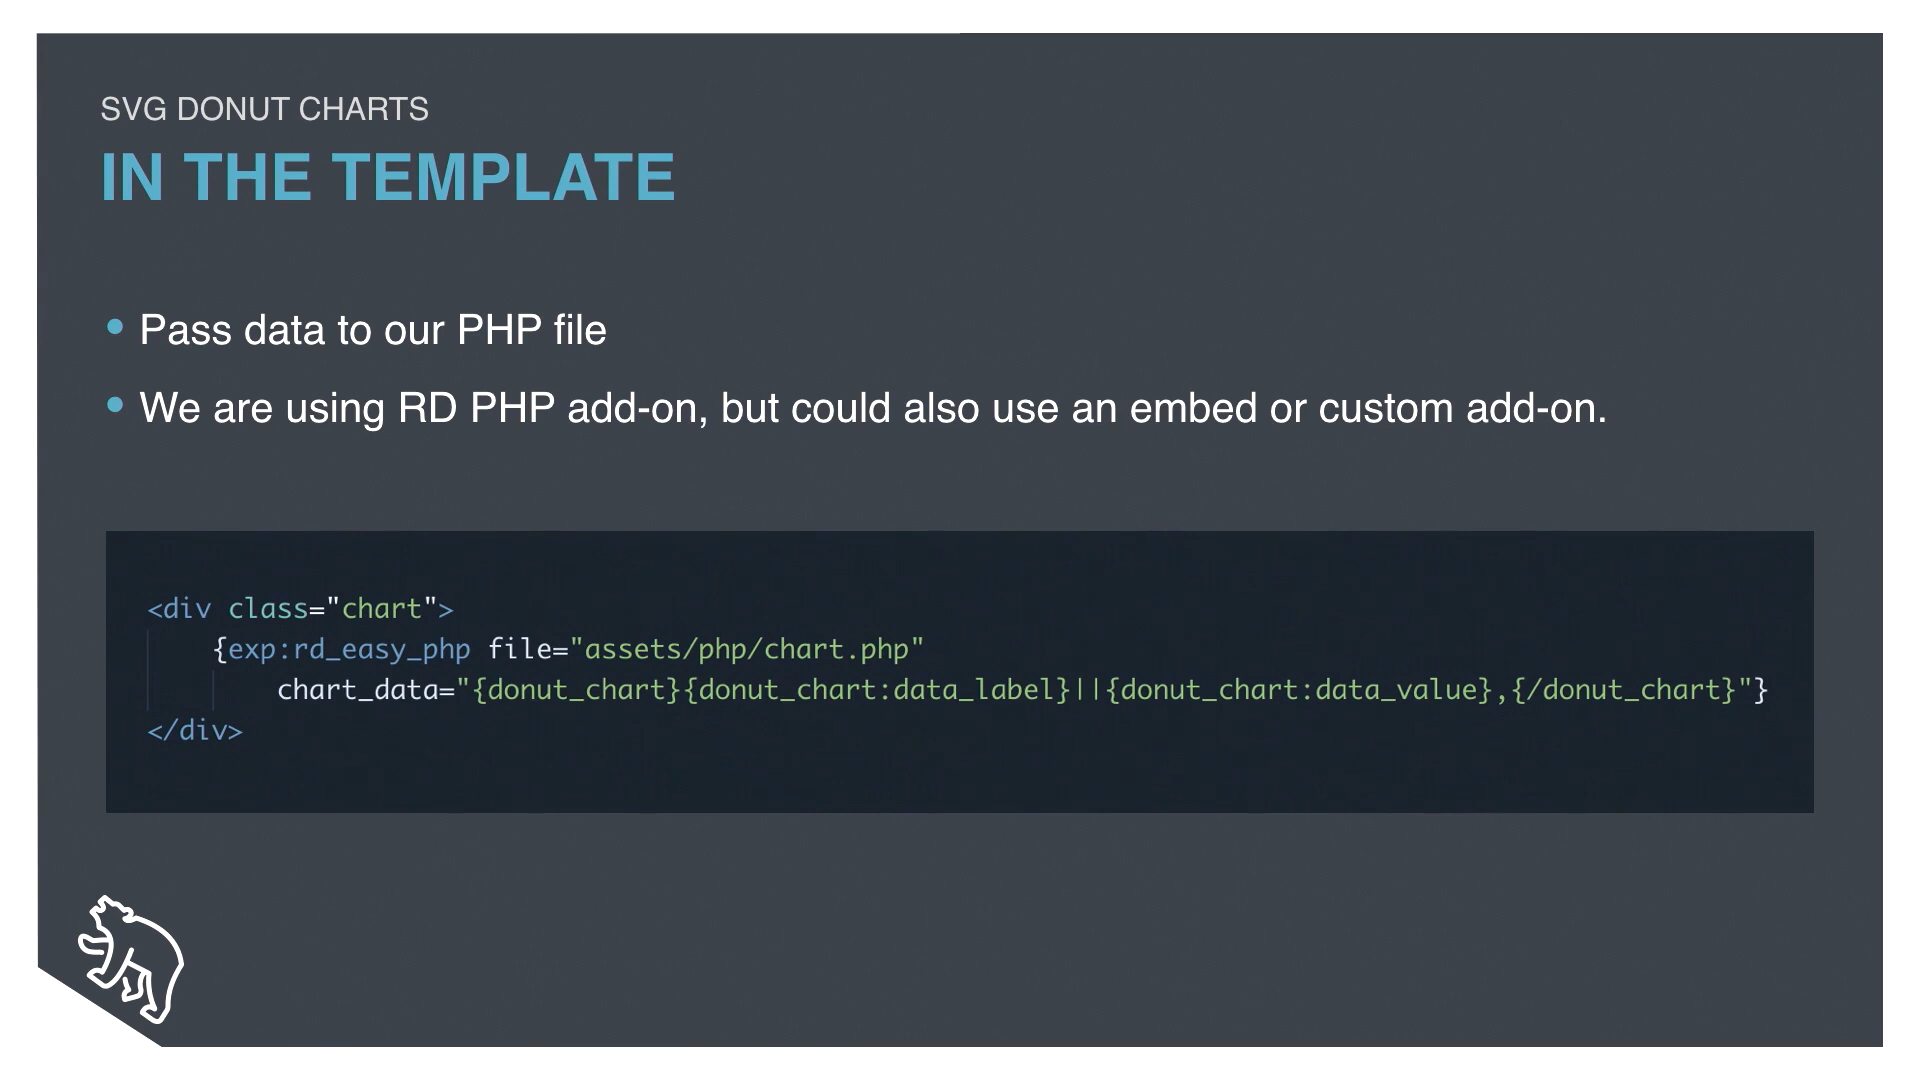 SVG DONUT CHARTS
IN THE TEMPLATE
• Pass data to our PHP file
• We are using RD PHP add-on, but could also use an embed or custom add-on.
<div class="chart">
    {exp:rd_easy_php file="assets/php/chart.php"
        chart_data="{donut_chart}{donut_chart:data_label}||{donut_chart:data_value},{/donut_chart}"}
</div>